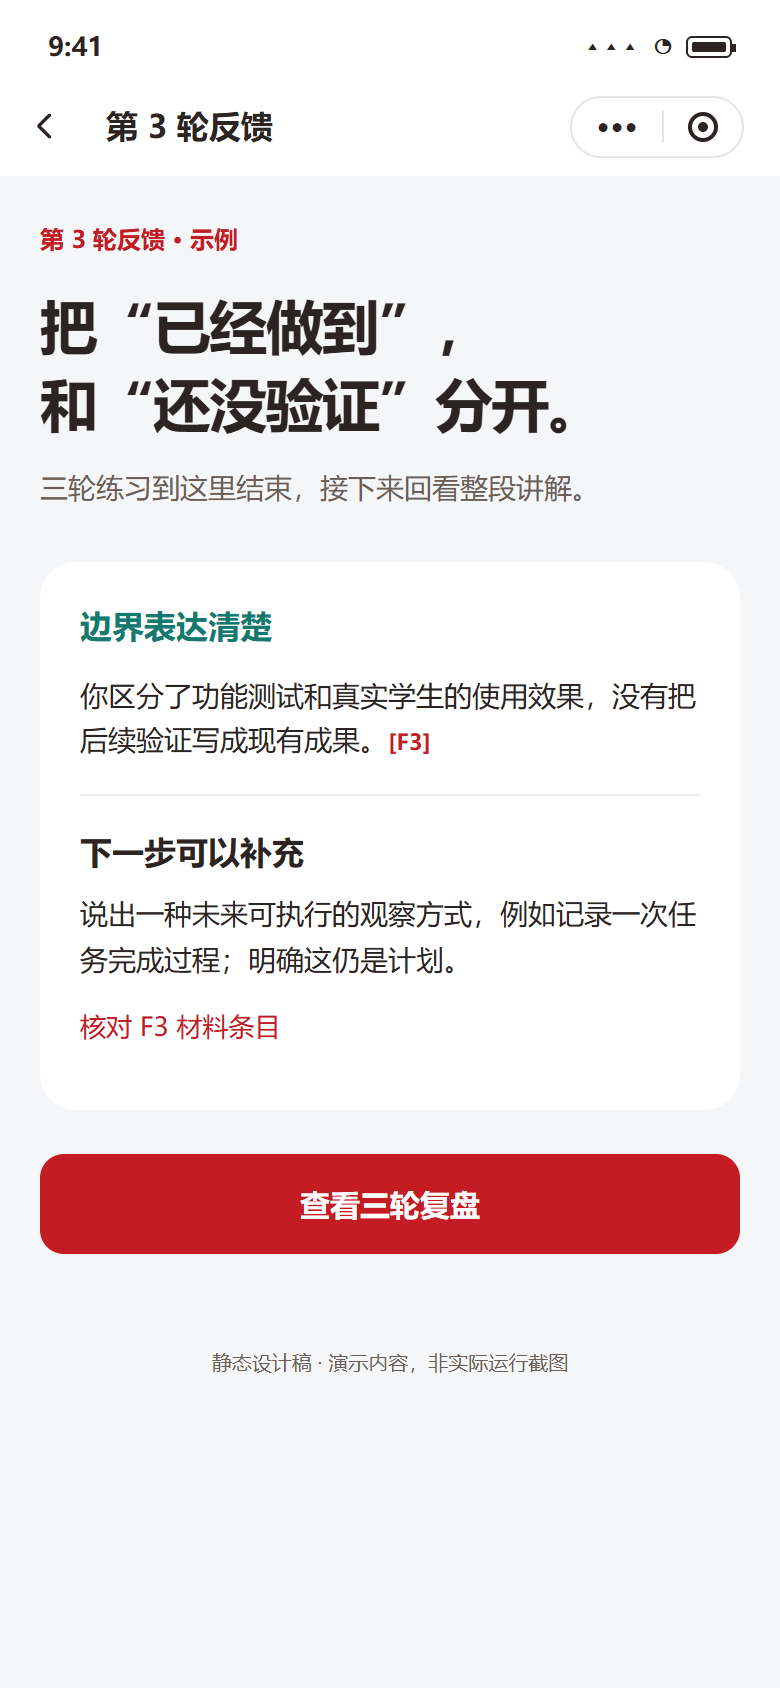 9:41
第 3 轮反馈
第 3 轮反馈 · 示例
把“已经做到”，
和“还没验证”分开。
三轮练习到这里结束，接下来回看整段讲解。
边界表达清楚
你区分了功能测试和真实学生的使用效果，没有把
后续验证写成现有成果。[F3]
下一步可以补充
说出一种未来可执行的观察方式，例如记录一次任
务完成过程；明确这仍是计划。
核对 F3 材料条目
查看三轮复盘
静态设计稿 · 演示内容，非实际运行截图